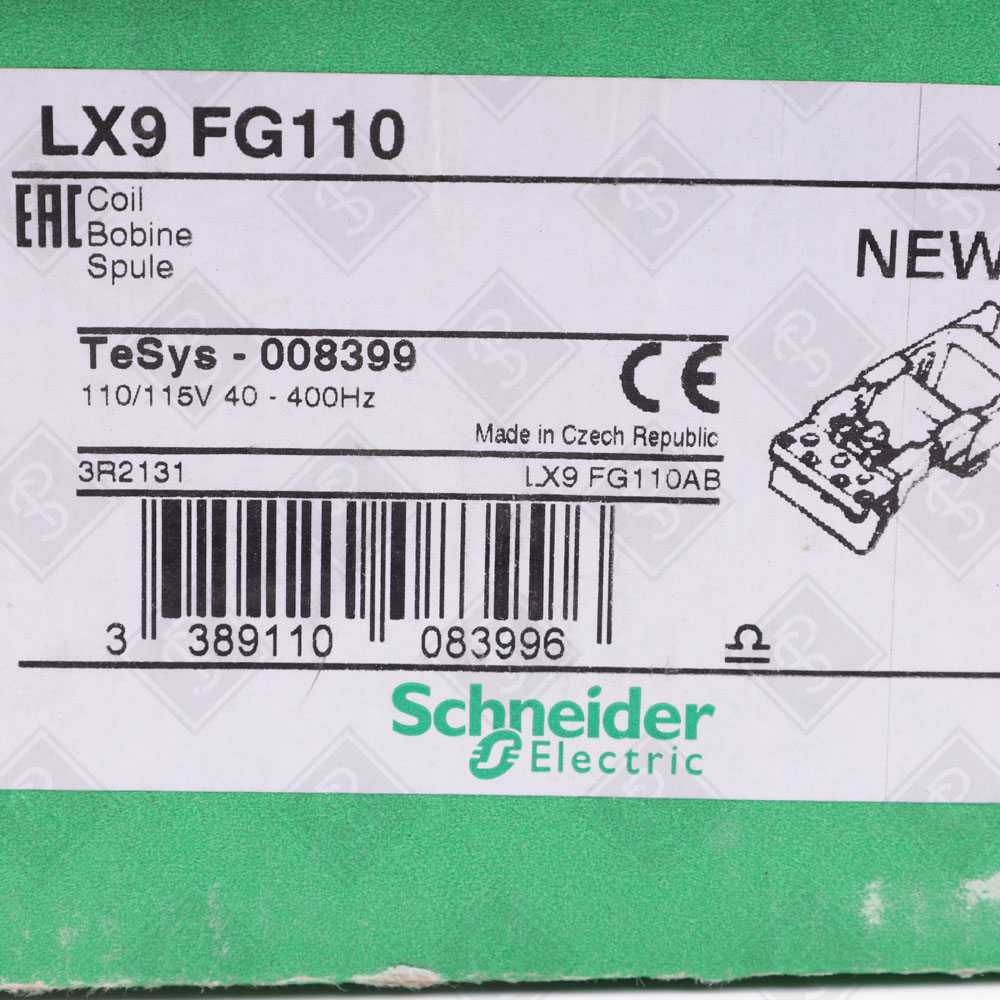 LX9 FG110
EAC
Coil
Bobine
Spule
NEW
TeSys - 008399
110/115V 40 - 400Hz
CE
Made in Czech Republic
3R2131 LX9 FG110AB
3 389110 083996
Schneider
Electric